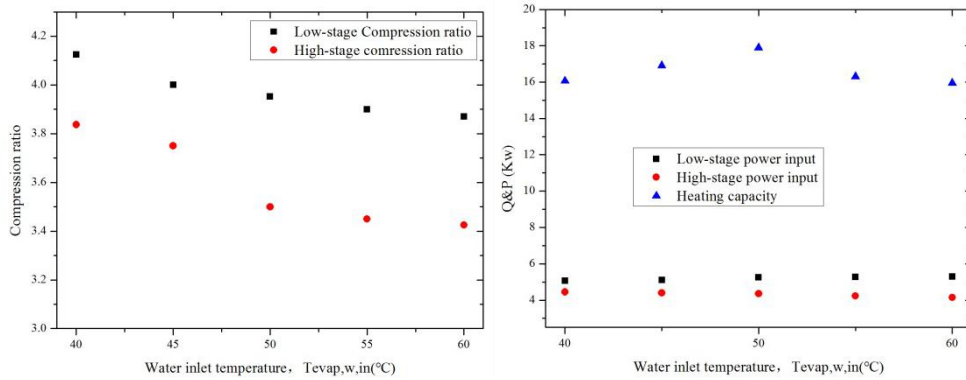 4.2
4.0
3.8
3.6
3.4
3.2
3.0
Compression ratio
Low-stage Compression ratio
High-stage comression ratio
40 45 50 55 60
Water inlet temperature, Tevap,w,in(℃)
20
18
16
14
12
10
8
6
4
Q&P (Kw)
Low-stage power input
High-stage power input
Heating capacity
40 45 50 55 60
Water inlet temperature, Tevap,w,in(℃)